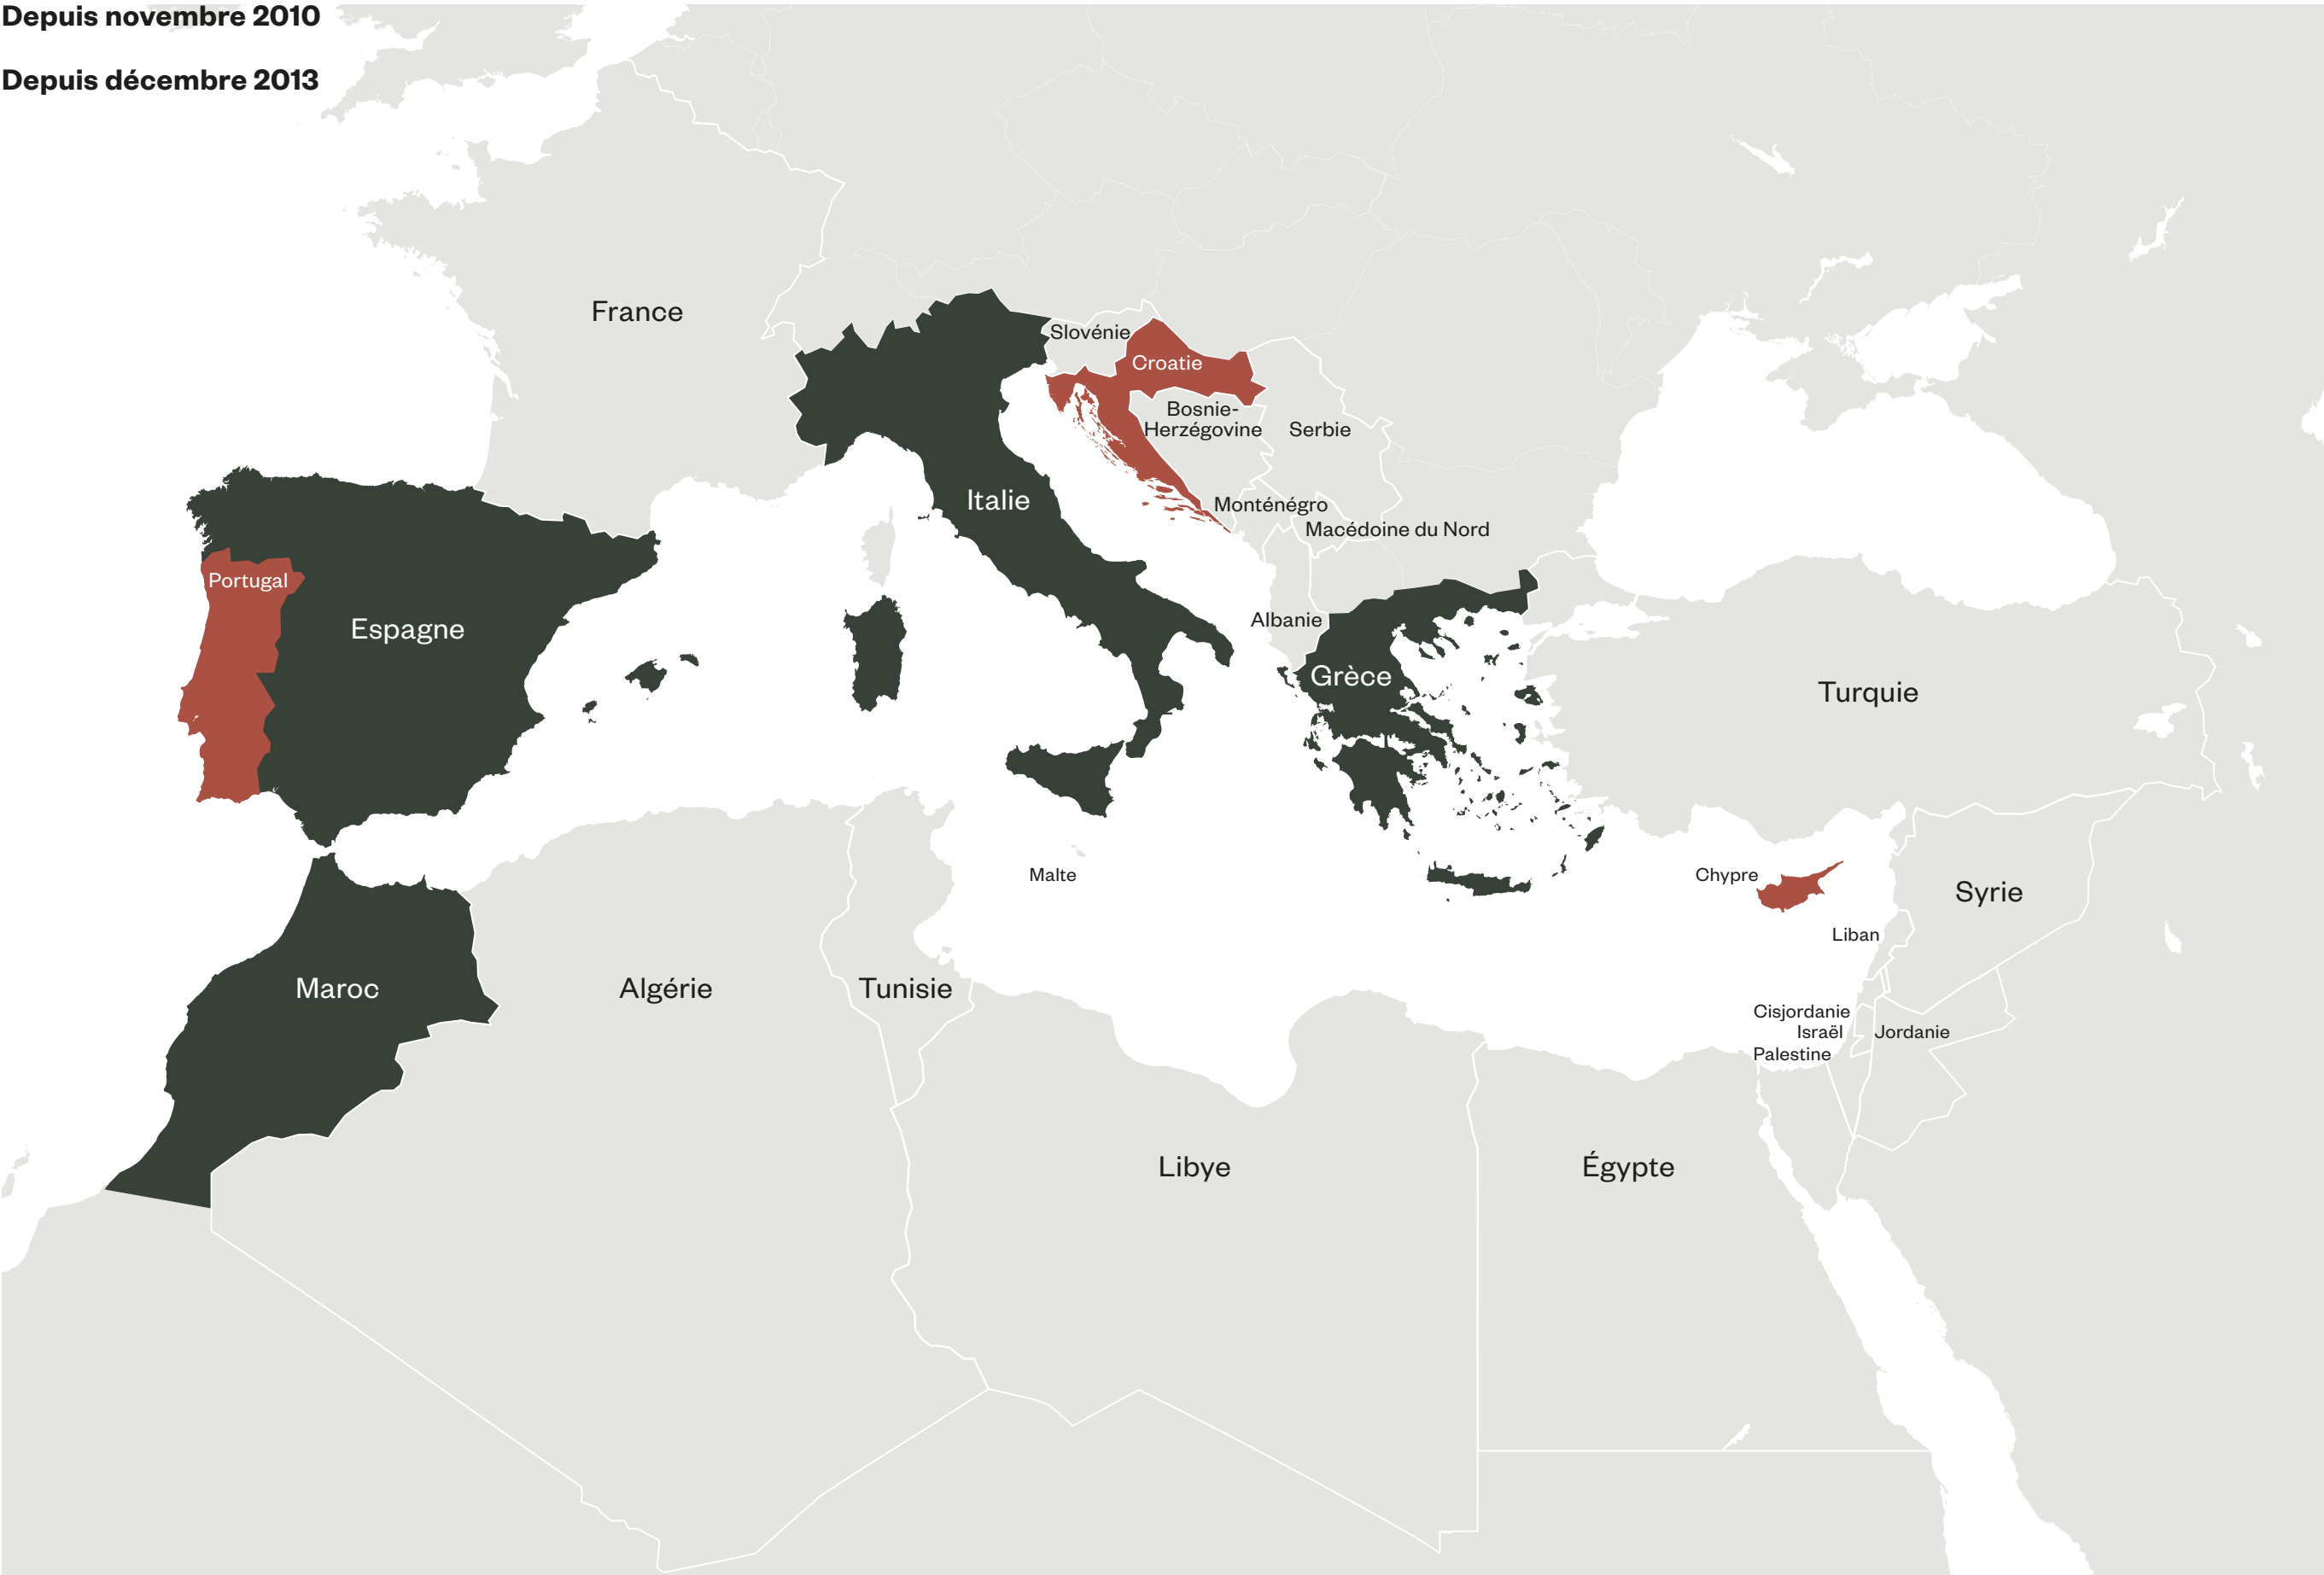 Depuis novembre 2010
Depuis décembre 2013
France
Slovénie
Croatie
Bosnie-
Herzégovine
Serbie
Italie
Monténégro
Macédoine du Nord
Portugal
Albanie
Espagne
Grèce
Turquie
Malte
Chypre
Syrie
Liban
Maroc
Algérie
Tunisie
Cisjordanie
Israël
Jordanie
Palestine
Libye
Égypte